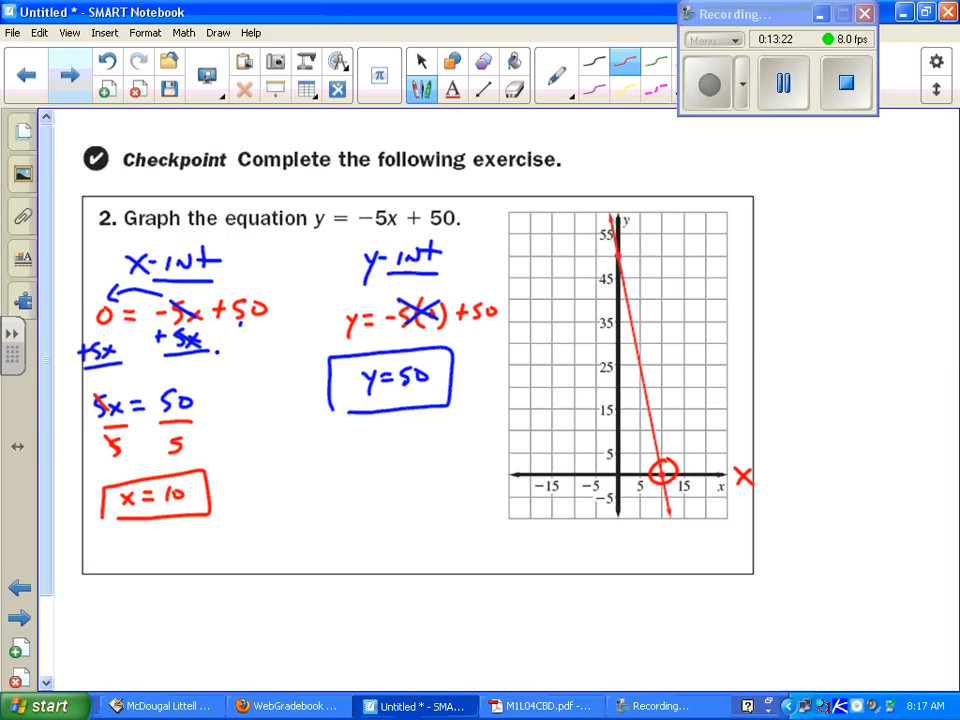 Untitled * - SMART Notebook
Recording...
File Edit View Insert Format Math Draw Help
Menu
0:13:22
8.0 fps
π
A
Checkpoint Complete the following exercise.
2. Graph the equation y = −5x + 50.
x-int
y-int
0 = -5x +50
y= -5(0) +50
+5x
+5x
y=50
5x = 50
5 5
x = 10
y
55
45
35
25
15
5
−15 −5 5 15 x
−5
X
start
McDougal Littell ...
WebGradebook ...
Untitled * - SMA...
M1L04CBD.pdf - ...
Recording...
8:17 AM